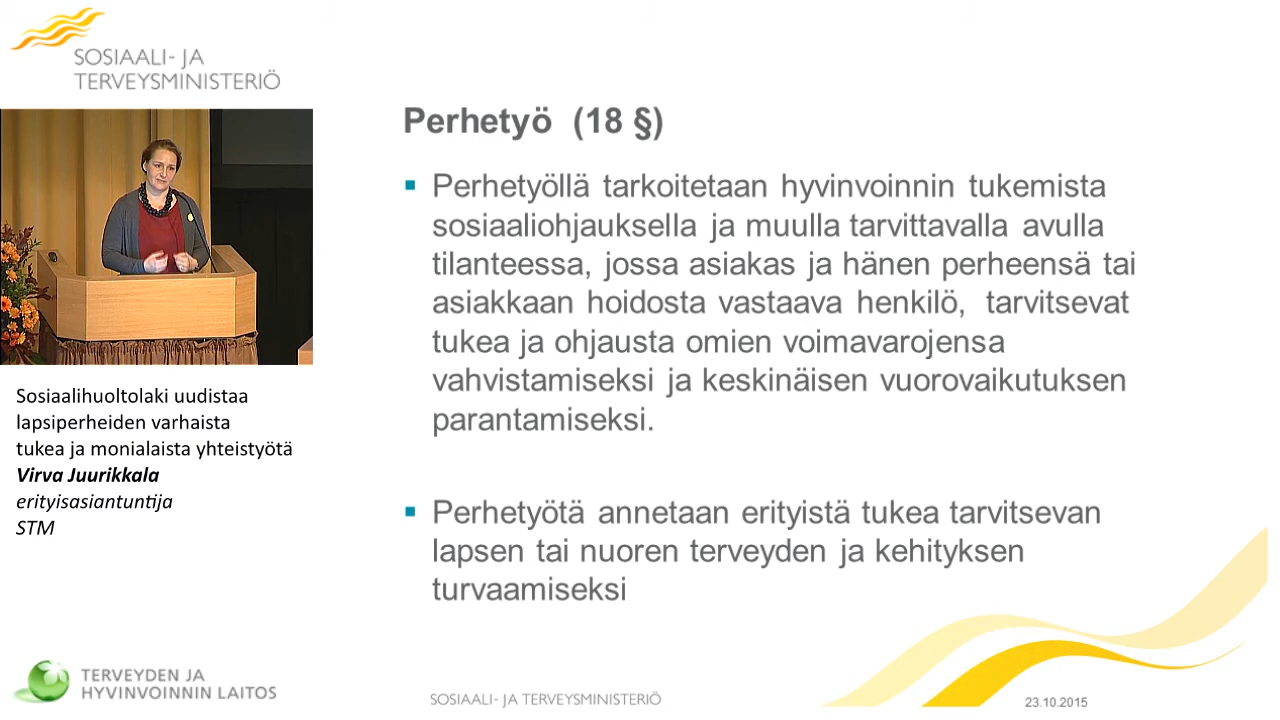 SOSIAALI- JA
TERVEYSMINISTERIÖ
Perhetyö (18 §)
Perhetyöllä tarkoitetaan hyvinvoinnin tukemista
sosiaaliohjauksella ja muulla tarvittavalla avulla
tilanteessa, jossa asiakas ja hänen perheensä tai
asiakkaan hoidosta vastaava henkilö, tarvitsevat
tukea ja ohjausta omien voimavarojensa
vahvistamiseksi ja keskinäisen vuorovaikutuksen
parantamiseksi.
Perhetyötä annetaan erityistä tukea tarvitsevan
lapsen tai nuoren terveyden ja kehityksen
turvaamiseksi
Sosiaalihuoltolaki uudistaa
lapsiperheiden varhaista
tukea ja monialaista yhteistyötä
Virva Juurikkala
erityisasiantuntija
STM
TERVEYDEN JA
HYVINVOINNIN LAITOS
SOSIAALI- JA TERVEYSMINISTERIÖ
23.10.2015